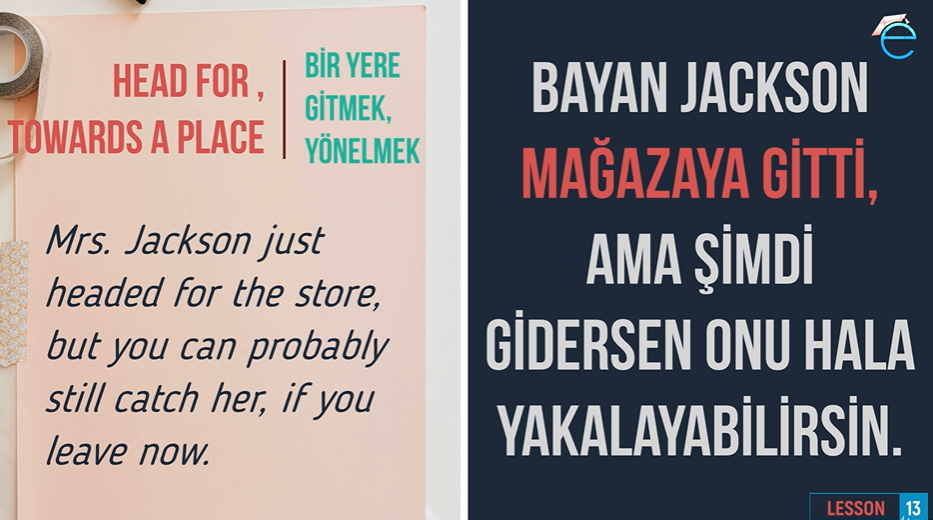 HEAD FOR ,
TOWARDS A PLACE
BİR YERE
GİTMEK,
YÖNELMEK
Mrs. Jackson just
headed for the store,
but you can probably
still catch her, if you
leave now.
BAYAN JACKSON
MAĞAZAYA GİTTİ,
AMA ŞİMDİ
GİDERSEN ONU HALA
YAKALAYABİLİRSİN.
LESSON 13